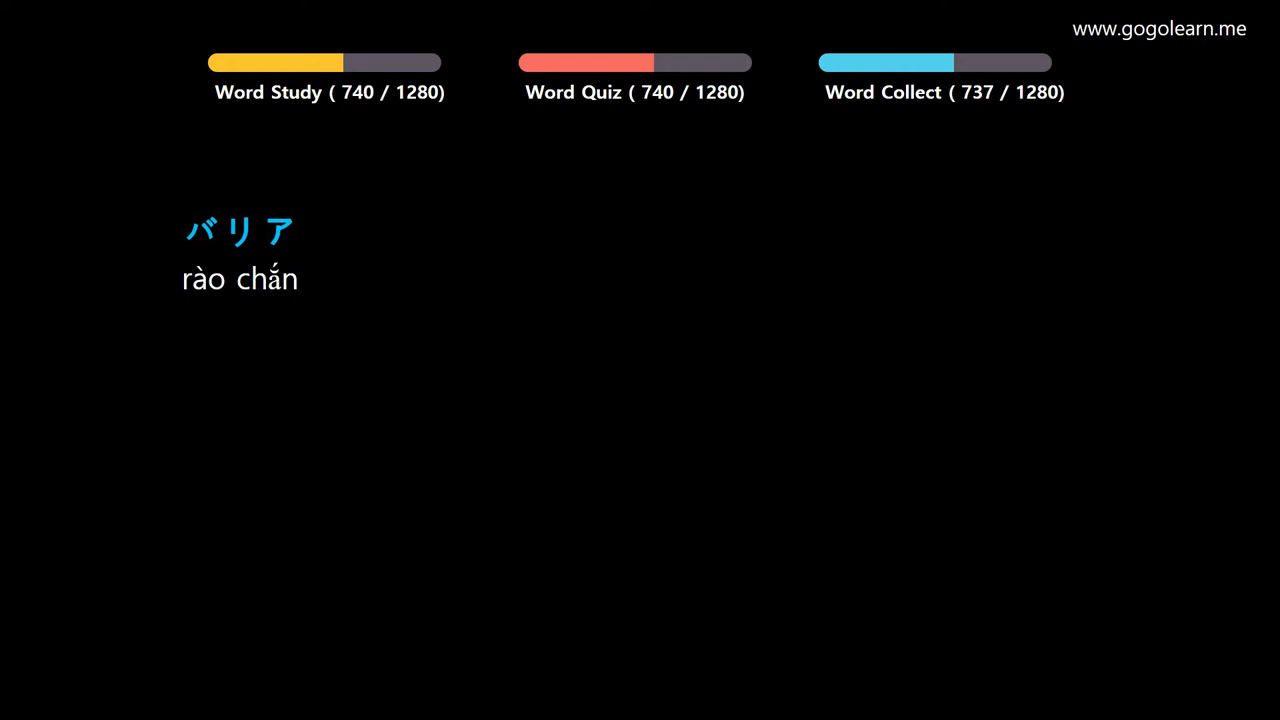 www.gogolearn.me
Word Study ( 740 / 1280)
Word Quiz ( 740 / 1280)
Word Collect ( 737 / 1280)
バリア
rào chắn